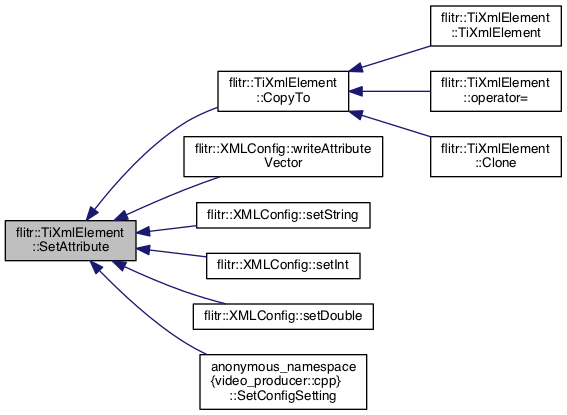 flitr::TiXmlElement
::TiXmlElement
flitr::TiXmlElement
::CopyTo
flitr::TiXmlElement
::operator=
flitr::TiXmlElement
::Clone
flitr::XMLConfig::writeAttribute
Vector
flitr::XMLConfig::setString
flitr::TiXmlElement
::SetAttribute
flitr::XMLConfig::setInt
flitr::XMLConfig::setDouble
anonymous_namespace
{video_producer::cpp}
::SetConfigSetting